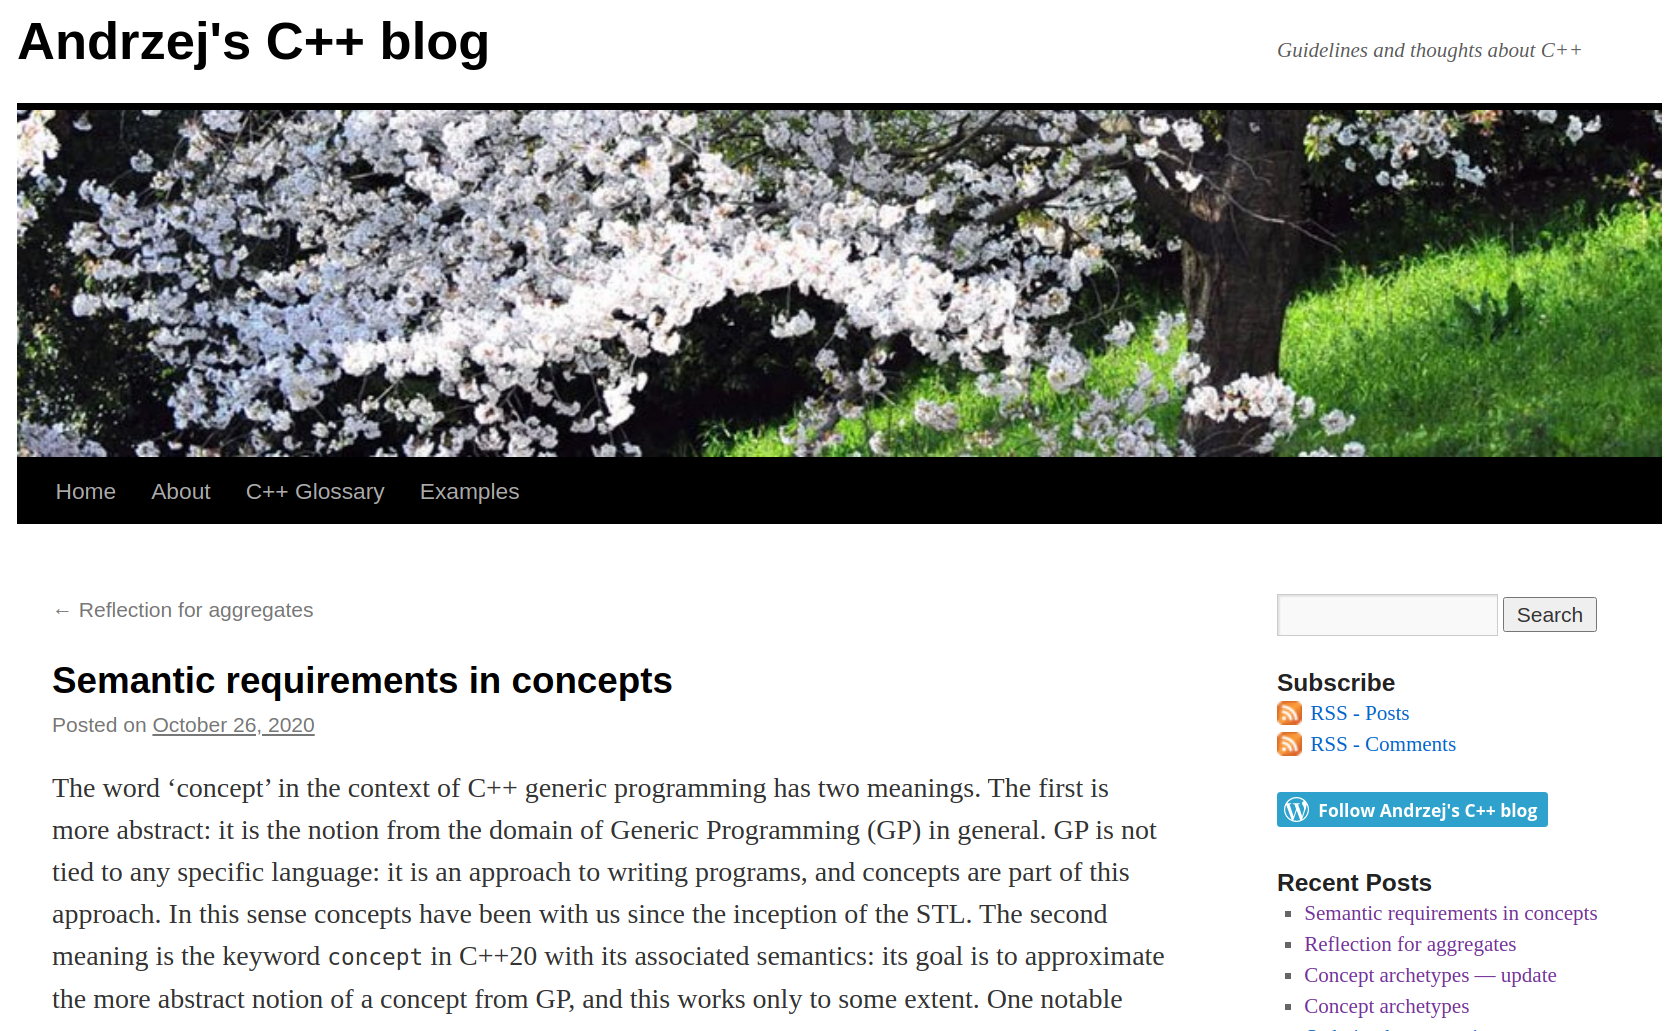 Andrzej's C++ blog
Guidelines and thoughts about C++
Home About C++ Glossary Examples
← Reflection for aggregates
Semantic requirements in concepts
Posted on October 26, 2020
The word ‘concept’ in the context of C++ generic programming has two meanings. The first is
more abstract: it is the notion from the domain of Generic Programming (GP) in general. GP is not
tied to any specific language: it is an approach to writing programs, and concepts are part of this
approach. In this sense concepts have been with us since the inception of the STL. The second
meaning is the keyword concept in C++20 with its associated semantics: its goal is to approximate
the more abstract notion of a concept from GP, and this works only to some extent. One notable
Search
Subscribe
RSS - Posts
RSS - Comments
Follow Andrzej's C++ blog
Recent Posts
Semantic requirements in concepts
Reflection for aggregates
Concept archetypes — update
Concept archetypes